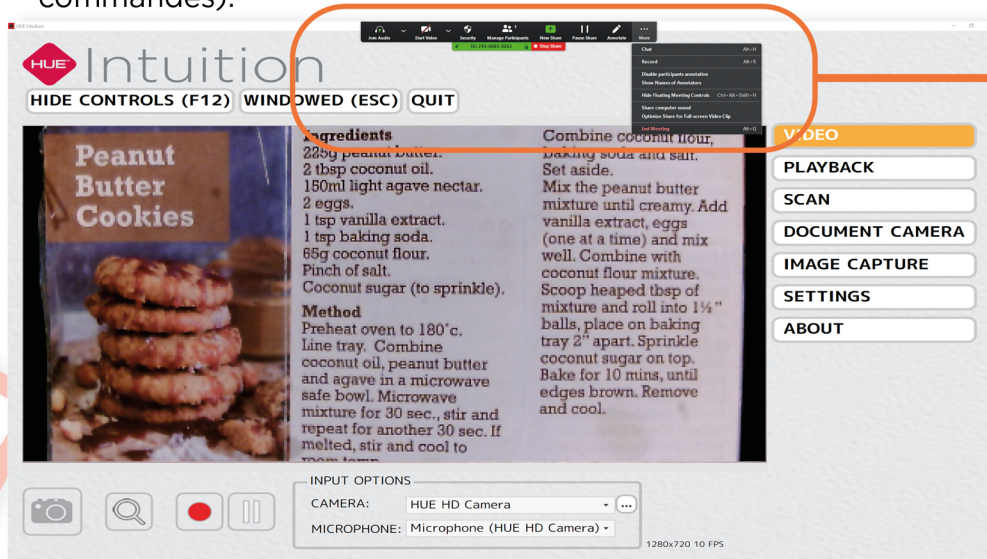 commandes).
HUE Intuition
Join Audio Start Video Security Manage Participants 1 New Share Pause Share Annotate More
Stop Share
Chat Alt+H
Record Alt+R
Disable participants annotation
Show Names of Annotators
Hide Floating Meeting Controls Ctrl+Alt+Shift+H
Share computer sound
Optimize Share for Full-screen Video Clip
End Meeting Alt+Q
HUE Intuition
HIDE CONTROLS (F12) WINDOWED (ESC) QUIT
Peanut
Butter
Cookies
Ingredients
225g peanut butter.
2 tbsp coconut oil.
150ml light agave nectar.
2 eggs.
1 tsp vanilla extract.
1 tsp baking soda.
65g coconut flour.
Pinch of salt.
Coconut sugar (to sprinkle).
Method
Preheat oven to 180°c.
Line tray. Combine
coconut oil, peanut butter
and agave in a microwave
safe bowl. Microwave
mixture for 30 sec., stir and
repeat for another 30 sec. If
melted, stir and cool to
room temp
Combine coconut flour,
baking soda and salt.
Set aside.
Mix the peanut butter
mixture until creamy. Add
vanilla extract, eggs
(one at a time) and mix
well. Combine with
coconut flour mixture.
Scoop heaped tbsp of
mixture and roll into 1½"
balls, place on baking
tray 2" apart. Sprinkle
coconut sugar on top.
Bake for 10 mins, until
edges brown. Remove
and cool.
VIDEO
PLAYBACK
SCAN
DOCUMENT CAMERA
IMAGE CAPTURE
SETTINGS
ABOUT
INPUT OPTIONS
CAMERA: HUE HD Camera ...
MICROPHONE: Microphone (HUE HD Camera)
1280x720 10 FPS